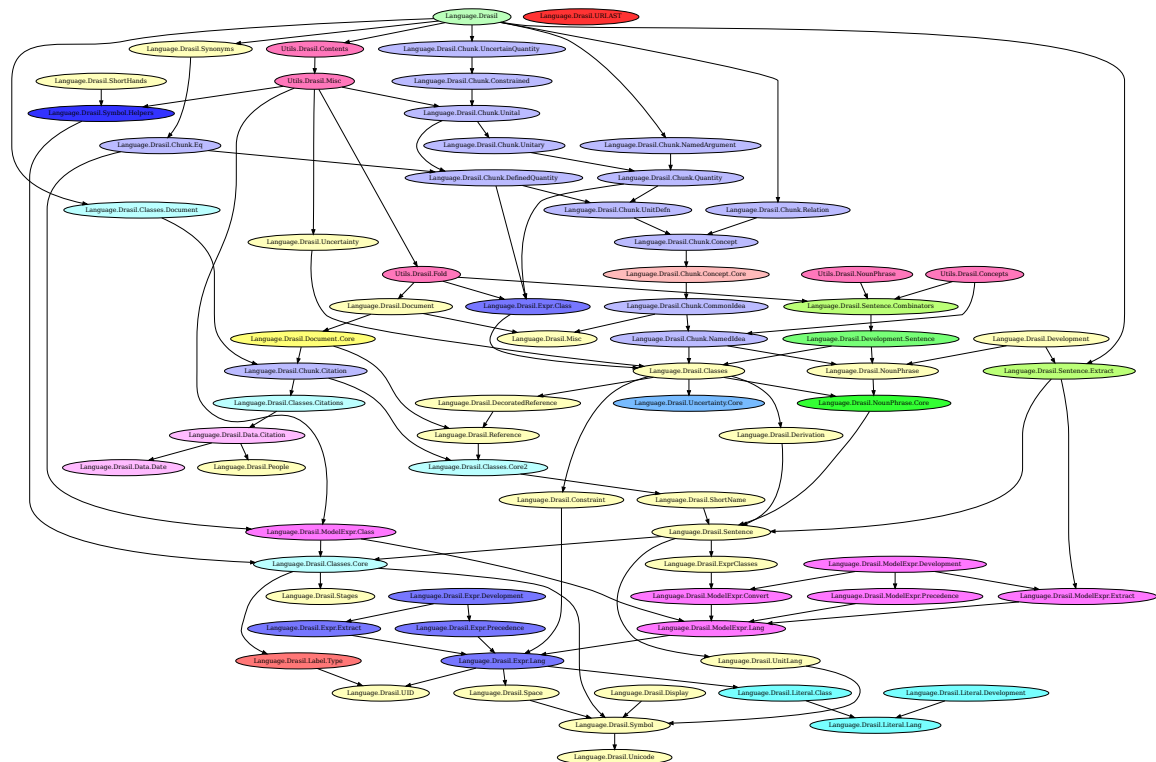 Language.Drasil
Language.Drasil.URLAST
Language.Drasil.Synonyms
Utils.Drasil.Contents
Language.Drasil.Chunk.UncertainQuantity
Language.Drasil.ShortHands
Utils.Drasil.Misc
Language.Drasil.Chunk.Constrained
Language.Drasil.Symbol.Helpers
Language.Drasil.Chunk.Unital
Language.Drasil.Chunk.Eq
Language.Drasil.Chunk.Unitary
Language.Drasil.Chunk.NamedArgument
Language.Drasil.Chunk.DefinedQuantity
Language.Drasil.Chunk.Quantity
Language.Drasil.Classes.Document
Language.Drasil.Chunk.UnitDefn
Language.Drasil.Chunk.Relation
Language.Drasil.Uncertainty
Language.Drasil.Chunk.Concept
Utils.Drasil.Fold
Language.Drasil.Chunk.Concept.Core
Utils.Drasil.NounPhrase
Utils.Drasil.Concepts
Language.Drasil.Document
Language.Drasil.Expr.Class
Language.Drasil.Chunk.CommonIdea
Language.Drasil.Sentence.Combinators
Language.Drasil.Document.Core
Language.Drasil.Misc
Language.Drasil.Chunk.NamedIdea
Language.Drasil.Development.Sentence
Language.Drasil.Development
Language.Drasil.Chunk.Citation
Language.Drasil.Classes
Language.Drasil.NounPhrase
Language.Drasil.Sentence.Extract
Language.Drasil.Classes.Citations
Language.Drasil.DecoratedReference
Language.Drasil.Uncertainty.Core
Language.Drasil.NounPhrase.Core
Language.Drasil.Data.Citation
Language.Drasil.Reference
Language.Drasil.Derivation
Language.Drasil.Data.Date
Language.Drasil.People
Language.Drasil.Classes.Core2
Language.Drasil.Constraint
Language.Drasil.ShortName
Language.Drasil.ModelExpr.Class
Language.Drasil.Sentence
Language.Drasil.Classes.Core
Language.Drasil.ExprClasses
Language.Drasil.ModelExpr.Development
Language.Drasil.Stages
Language.Drasil.Expr.Development
Language.Drasil.ModelExpr.Convert
Language.Drasil.ModelExpr.Precedence
Language.Drasil.ModelExpr.Extract
Language.Drasil.Expr.Extract
Language.Drasil.Expr.Precedence
Language.Drasil.ModelExpr.Lang
Language.Drasil.Label.Type
Language.Drasil.Expr.Lang
Language.Drasil.UnitLang
Language.Drasil.UID
Language.Drasil.Space
Language.Drasil.Display
Language.Drasil.Literal.Class
Language.Drasil.Literal.Development
Language.Drasil.Symbol
Language.Drasil.Literal.Lang
Language.Drasil.Unicode